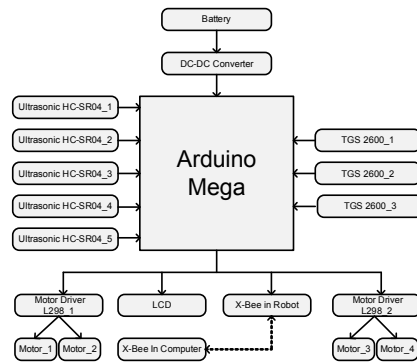 Battery
DC-DC Converter
Ultrasonic HC-SR04_1
Ultrasonic HC-SR04_2
Ultrasonic HC-SR04_3
Ultrasonic HC-SR04_4
Ultrasonic HC-SR04_5
Arduino
Mega
TGS 2600_1
TGS 2600_2
TGS 2600_3
Motor Driver
L298_1
LCD
X-Bee in Robot
Motor Driver
L298_2
Motor_1
Motor_2
X-Bee In Computer
Motor_3
Motor_4